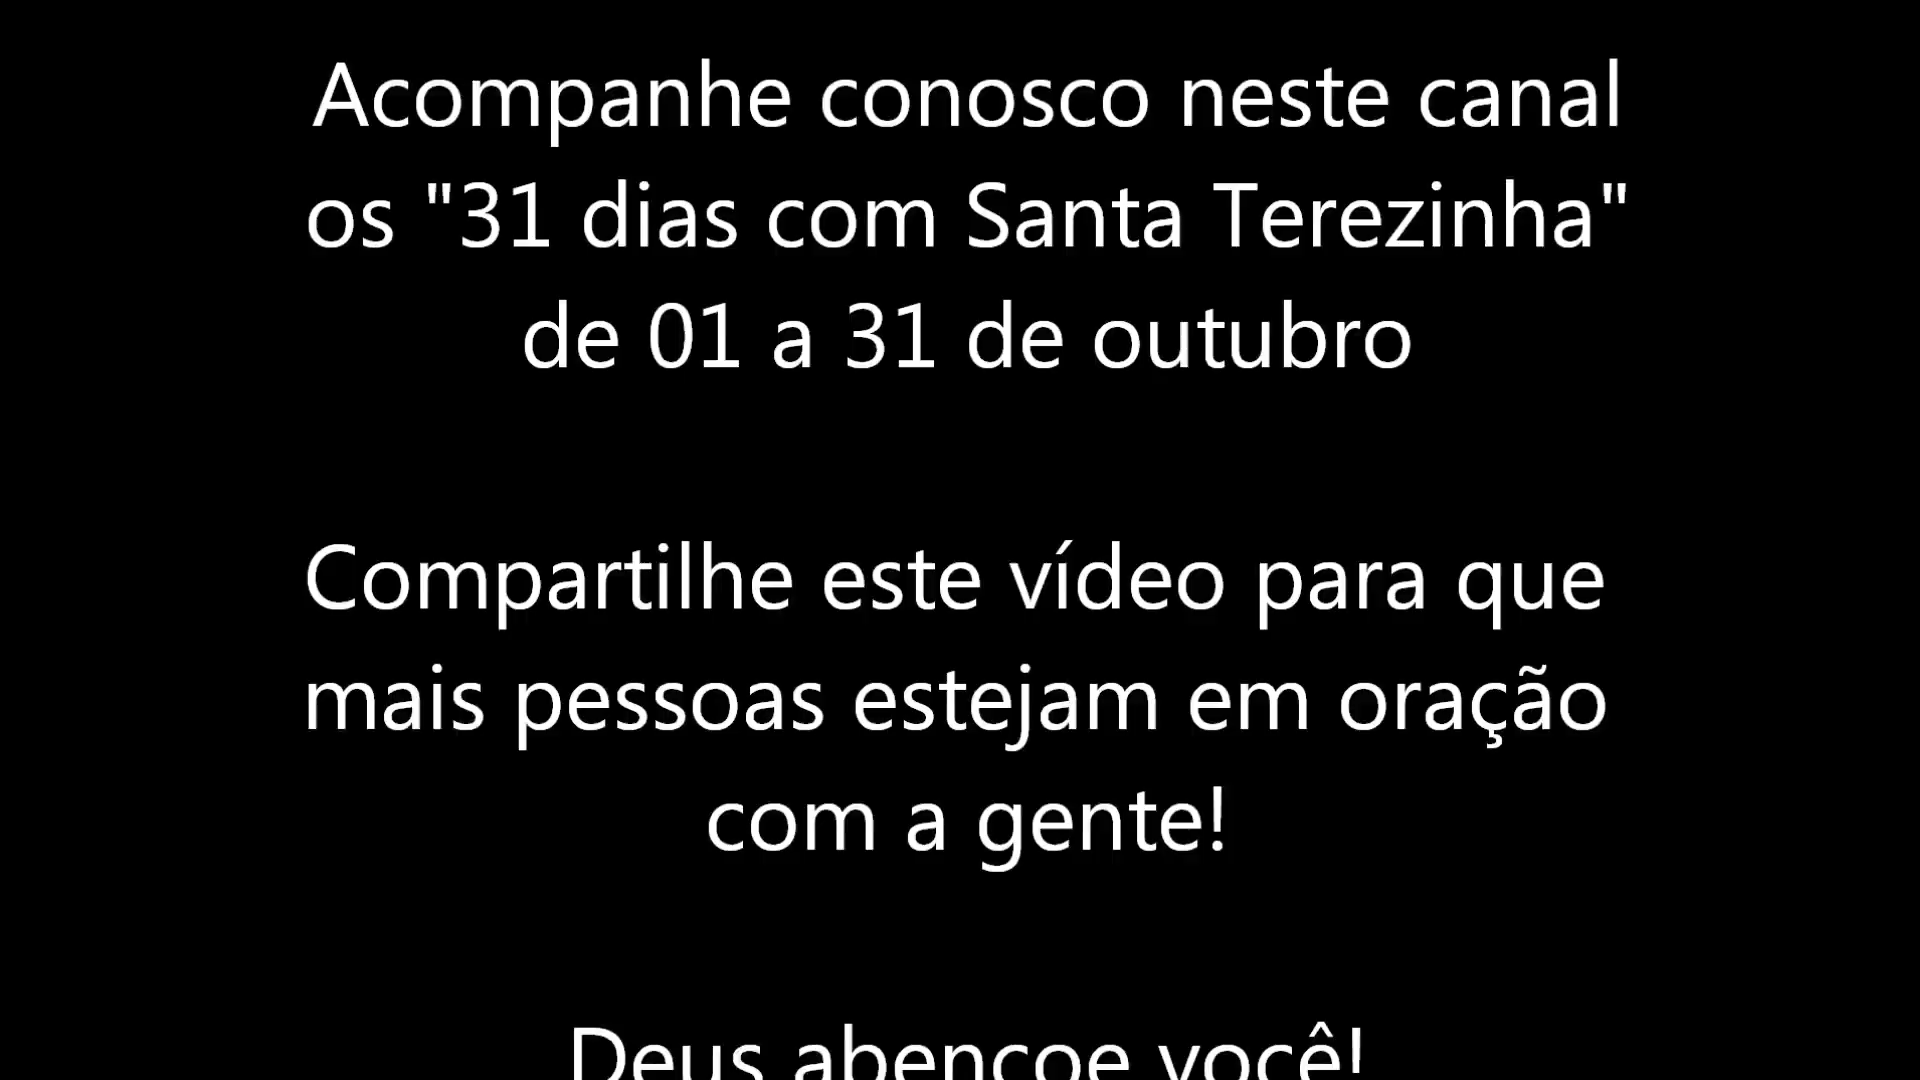 Acompanhe conosco neste canal
os "31 dias com Santa Terezinha"
de 01 a 31 de outubro
Compartilhe este vídeo para que
mais pessoas estejam em oração
com a gente!
Deus abençoe você!